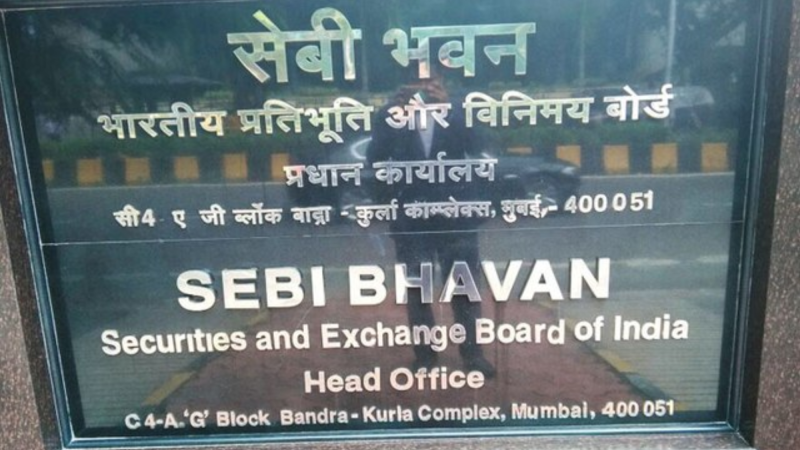 सेबी भवन
भारतीय प्रतिभूति और विनिमय बोर्ड
प्रधान कार्यालय
सी4 ए जी ब्लॉक बांद्रा - कुर्ला काम्प्लेक्स, मुंबई,- 400 051
SEBI BHAVAN
Securities and Exchange Board of India
Head Office
C 4-A.'G' Block Bandra - Kurla Complex, Mumbai, 400 051